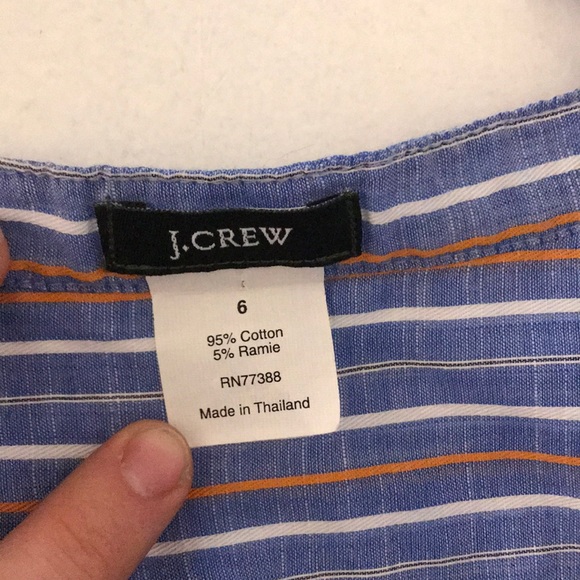 J.CREW
6
95% Cotton
5% Ramie
RN77388
Made in Thailand